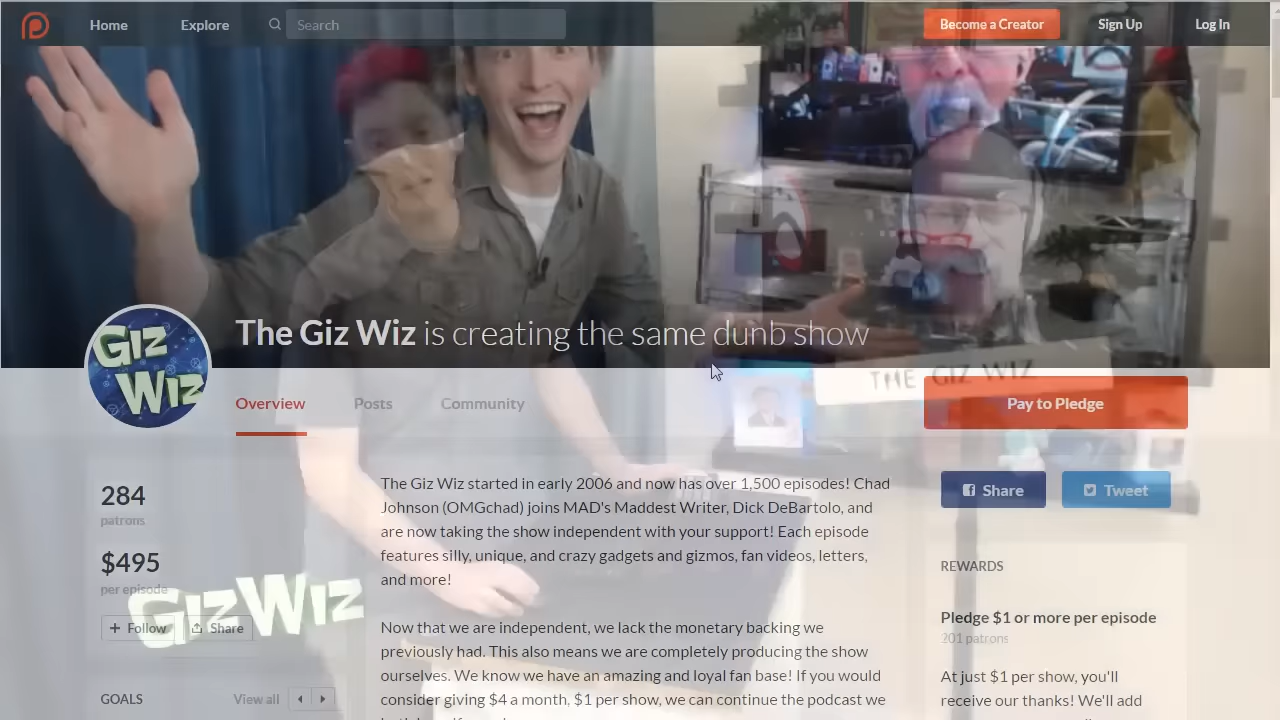 Home
Explore
Search
Become a Creator
Sign Up
Log In
The Giz Wiz is creating the same dunb show
GIZ
WIZ
THE GIZ WIZ
Pay to Pledge
Overview
Posts
Community
284
patrons
$495
per episode
GIZWIZ
+ Follow
Share
GOALS
View all
The Giz Wiz started in early 2006 and now has over 1,500 episodes! Chad
Johnson (OMGchad) joins MAD's Maddest Writer, Dick DeBartolo, and
are now taking the show independent with your support! Each episode
features silly, unique, and crazy gadgets and gizmos, fan videos, letters,
and more!
Now that we are independent, we lack the monetary backing we
previously had. This also means we are completely producing the show
ourselves. We know we have an amazing and loyal fan base! If you would
consider giving $4 a month, $1 per show, we can continue the podcast we
Share
Tweet
REWARDS
Pledge $1 or more per episode
201 patrons
At just $1 per show, you'll
receive our thanks! We'll add